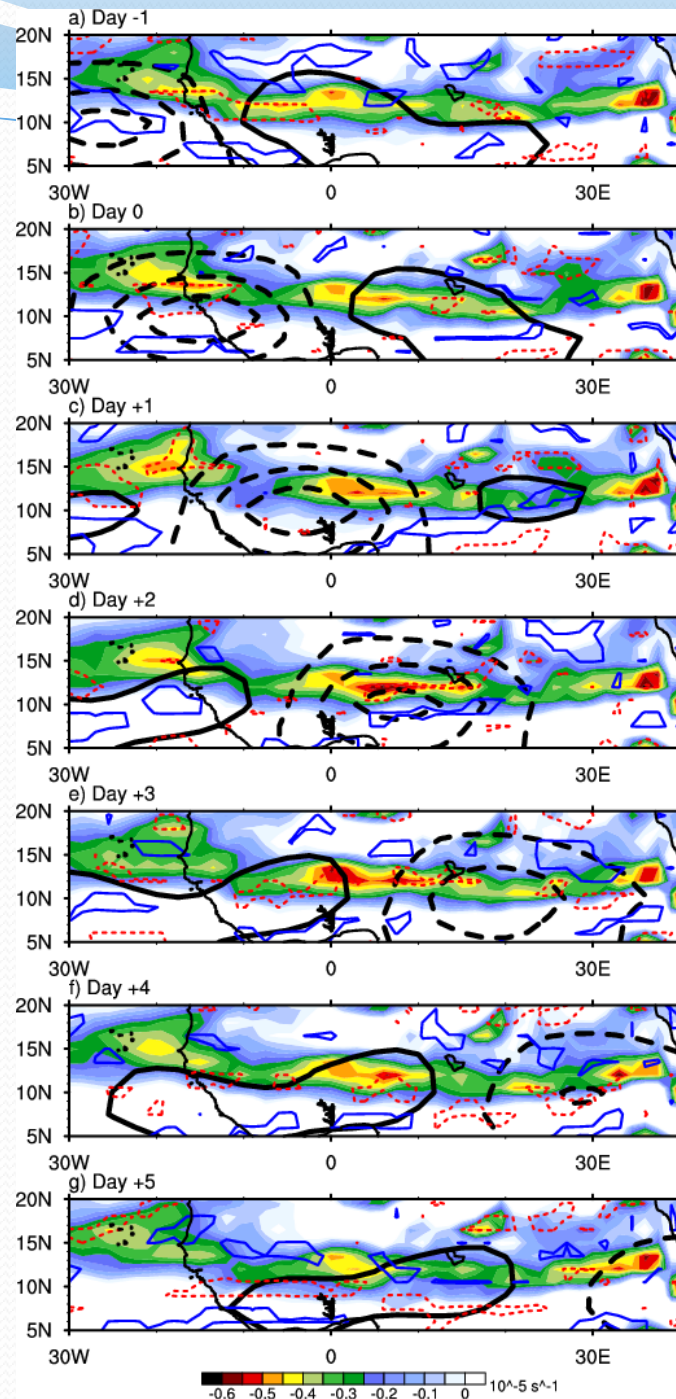 a) Day -1
20N
15N
10N
5N
30W 0 30E
b) Day 0
20N
15N
10N
5N
30W 0 30E
c) Day +1
20N
15N
10N
5N
30W 0 30E
d) Day +2
20N
15N
10N
5N
30W 0 30E
e) Day +3
20N
15N
10N
5N
30W 0 30E
f) Day +4
20N
15N
10N
5N
30W 0 30E
g) Day +5
20N
15N
10N
5N
30W 0 30E
-0.6 -0.5 -0.4 -0.3 -0.2 -0.1 0 10^-5 s^-1